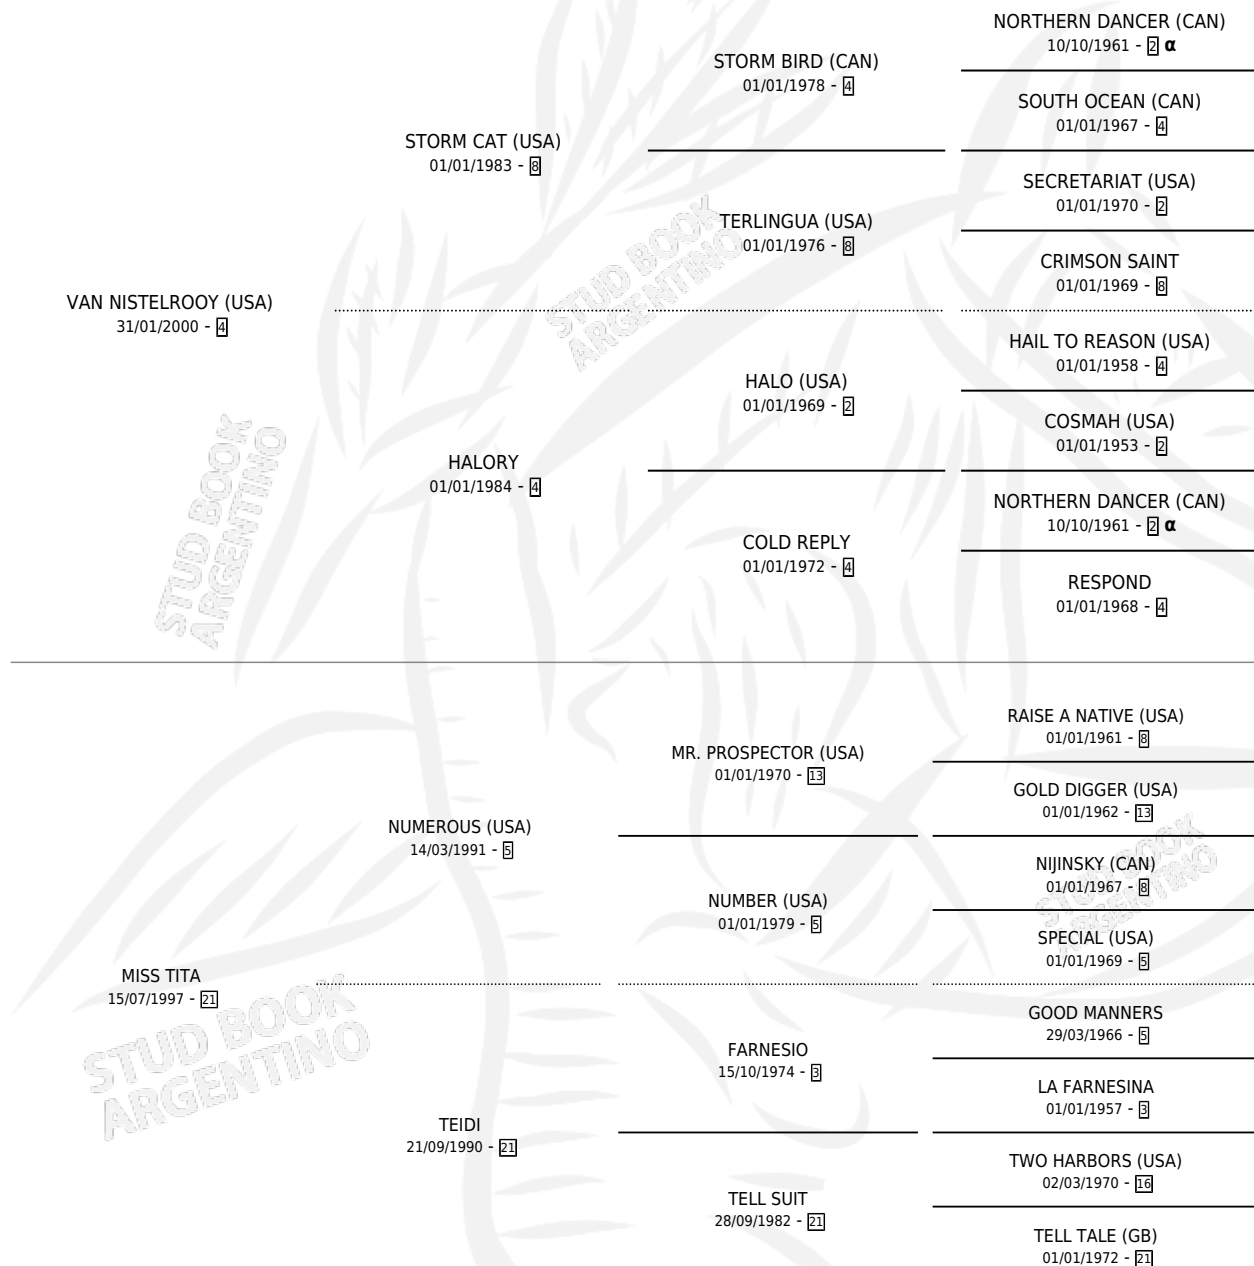 NORTHERN DANCER (CAN)
10/10/1961 - 2 α
STORM BIRD (CAN)
01/01/1978 - 4
SOUTH OCEAN (CAN)
01/01/1967 - 4
STORM CAT (USA)
01/01/1983 - 8
SECRETARIAT (USA)
01/01/1970 - 2
TERLINGUA (USA)
01/01/1976 - 8
CRIMSON SAINT
01/01/1969 - 8
VAN NISTELROOY (USA)
31/01/2000 - 4
HAIL TO REASON (USA)
01/01/1958 - 4
HALO (USA)
01/01/1969 - 2
COSMAH (USA)
01/01/1953 - 2
HALORY
01/01/1984 - 4
NORTHERN DANCER (CAN)
10/10/1961 - 2 α
COLD REPLY
01/01/1972 - 4
RESPOND
01/01/1968 - 4
RAISE A NATIVE (USA)
01/01/1961 - 8
MR. PROSPECTOR (USA)
01/01/1970 - 13
GOLD DIGGER (USA)
01/01/1962 - 13
NUMEROUS (USA)
14/03/1991 - 5
NIJINSKY (CAN)
01/01/1967 - 8
NUMBER (USA)
01/01/1979 - 5
SPECIAL (USA)
01/01/1969 - 5
MISS TITA
15/07/1997 - 21
GOOD MANNERS
29/03/1966 - 5
FARNESIO
15/10/1974 - 3
LA FARNESINA
01/01/1957 - 3
TEIDI
21/09/1990 - 21
TWO HARBORS (USA)
02/03/1970 - 16
TELL SUIT
28/09/1982 - 21
TELL TALE (GB)
01/01/1972 - 21
STUD BOOK
ARGENTINO
STUD BOOK
ARGENTINO
STUD BOOK
ARGENTINO
STUD BOOK
ARGENTINO